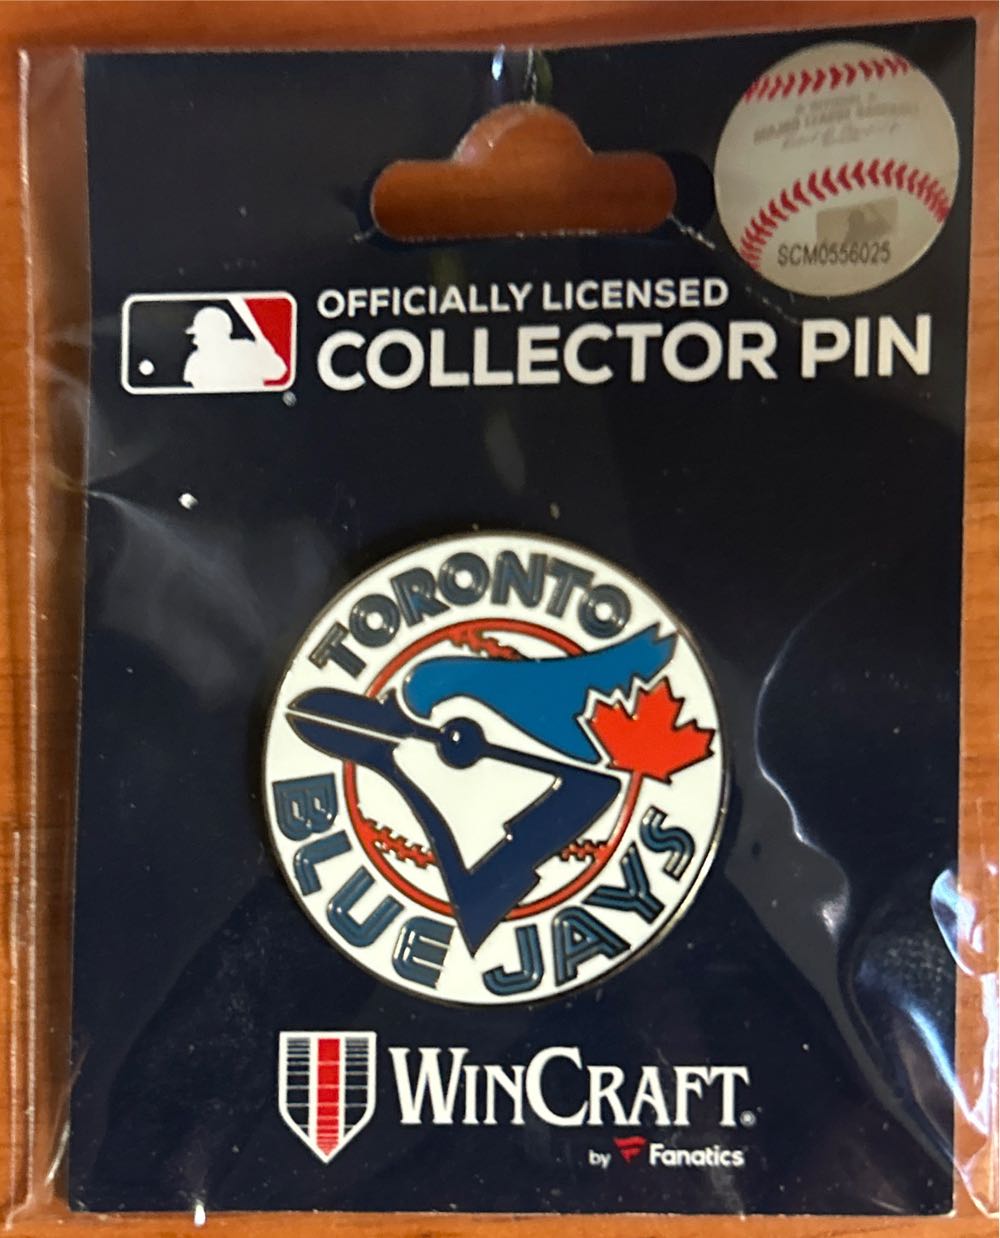 SCM0556025
OFFICIALLY LICENSED
COLLECTOR PIN
TORONTO
BLUE JAYS
WINCRAFT®
by Fanatics